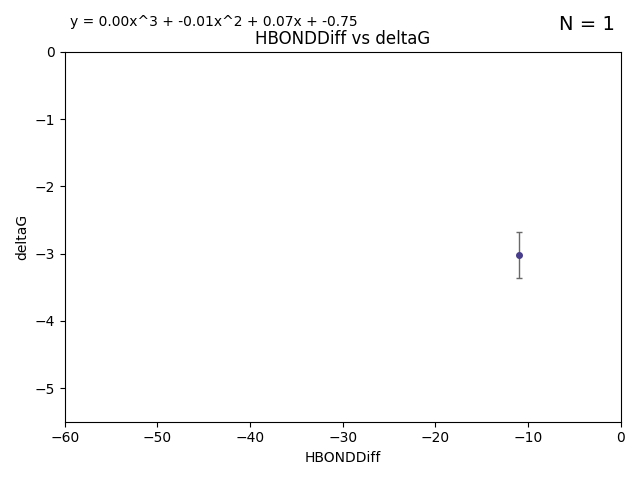 y = 0.00x^3 + -0.01x^2 + 0.07x + -0.75
N = 1
HBONDDiff vs deltaG
0
−1
−2
−3
−4
−5
deltaG
−60 −50 −40 −30 −20 −10 0
HBONDDiff